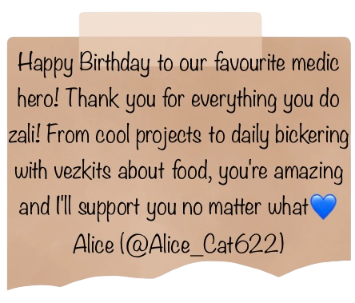 Happy Birthday to our favourite medic
hero! Thank you for everything you do
zali! From cool projects to daily bickering
with vezkits about food, you're amazing
and I'll support you no matter what💙
Alice (@Alice_Cat622)